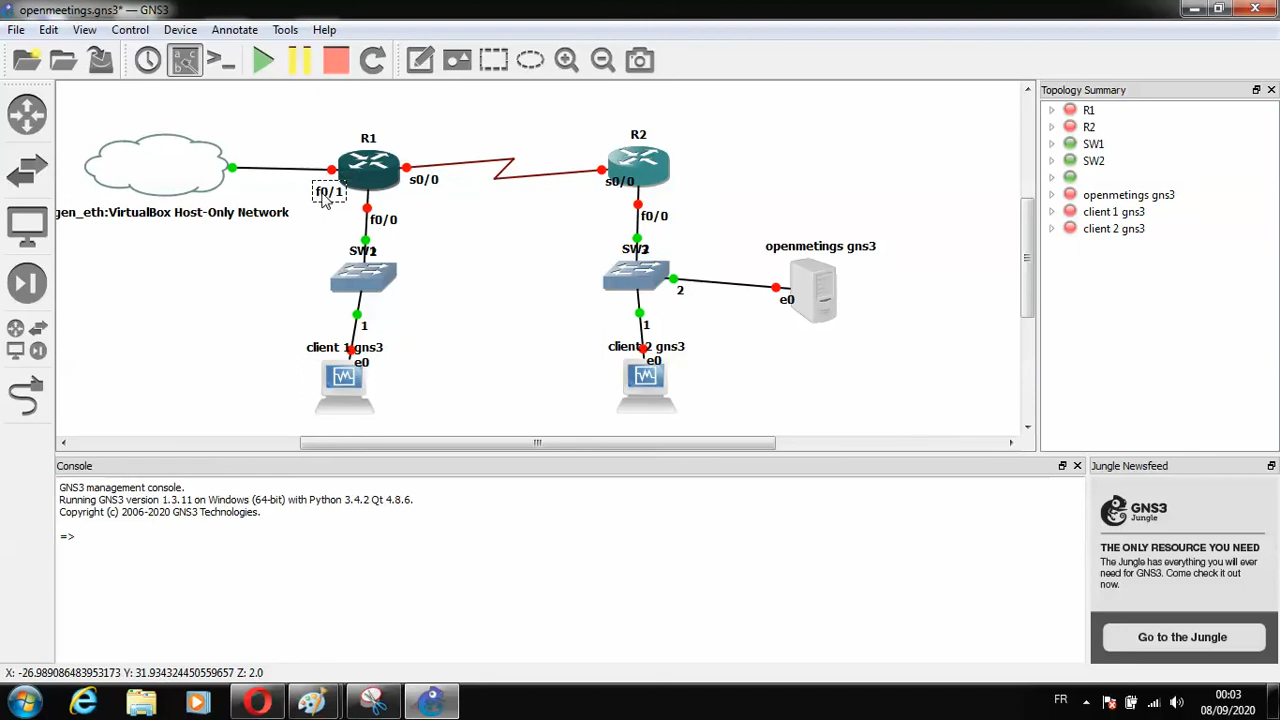 openmeetings.gns3* — GNS3
File Edit View Control Device Annotate Tools Help
Topology Summary
R1
R2
SW1
SW2
openmetings gns3
client 1 gns3
client 2 gns3
R1
R2
f0/1
s0/0
s0/0
gen_eth:VirtualBox Host-Only Network
f0/0
f0/0
openmetings gns3
2
e0
1
1
client 1 gns3
e0
client 2 gns3
e0
Console
GNS3 management console.
Running GNS3 version 1.3.11 on Windows (64-bit) with Python 3.4.2 Qt 4.8.6.
Copyright (c) 2006-2020 GNS3 Technologies.
=>
Jungle Newsfeed
GNS3
Jungle
THE ONLY RESOURCE YOU NEED
The Jungle has everything you will ever
need for GNS3. Come check it out
now.
Go to the Jungle
X: -26.989086483953173 Y: 31.934324450559657 Z: 2.0
FR
00:03
08/09/2020